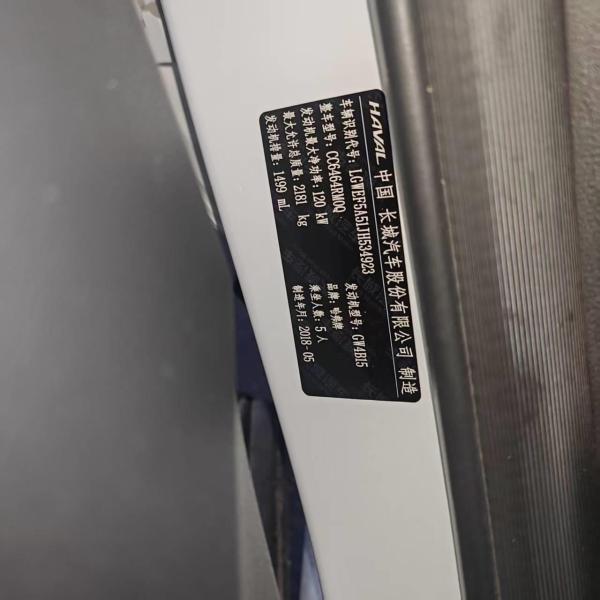 HAVAL 中国 长城汽车股份有限公司 制造
车辆识别代号: LGWEF5A51JH534923
整车型号: CC6464RM0Q 发动机型号: GW4B15
发动机最大净功率: 120 kW 品牌: 哈弗牌
最大允许总质量: 2181 kg 乘坐人数: 5人
发动机排量: 1499 mL 制造年月: 2018-05